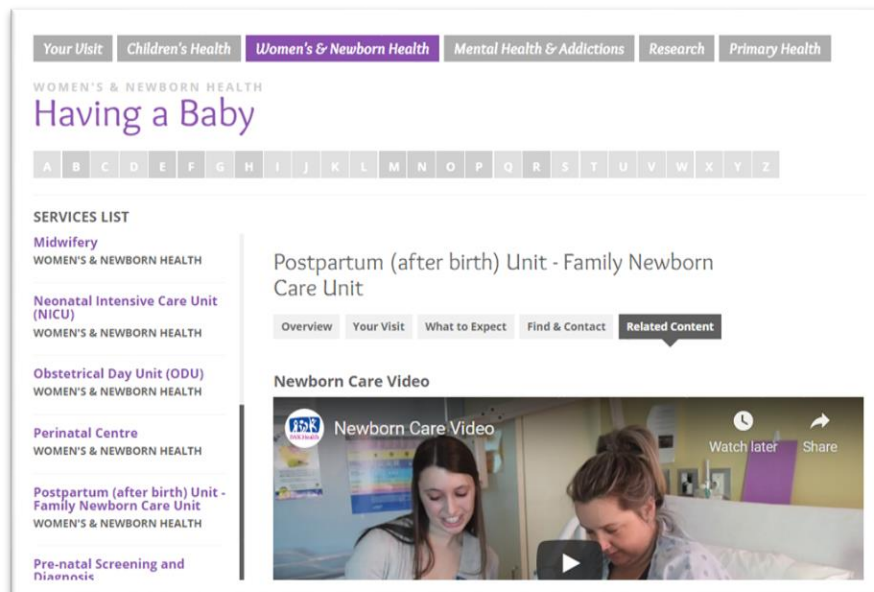 Your Visit Children's Health Women's & Newborn Health Mental Health & Addictions Research Primary Health
WOMEN'S & NEWBORN HEALTH
Having a Baby
A B C D E F G H I J K L M N O P Q R S T U V W X Y Z
SERVICES LIST
Midwifery
WOMEN'S & NEWBORN HEALTH
Neonatal Intensive Care Unit
(NICU)
WOMEN'S & NEWBORN HEALTH
Obstetrical Day Unit (ODU)
WOMEN'S & NEWBORN HEALTH
Perinatal Centre
WOMEN'S & NEWBORN HEALTH
Postpartum (after birth) Unit -
Family Newborn Care Unit
WOMEN'S & NEWBORN HEALTH
Pre-natal Screening and
Diagnosis
Postpartum (after birth) Unit - Family Newborn
Care Unit
Overview Your Visit What to Expect Find & Contact Related Content
Newborn Care Video
Newborn Care Video
Watch later Share